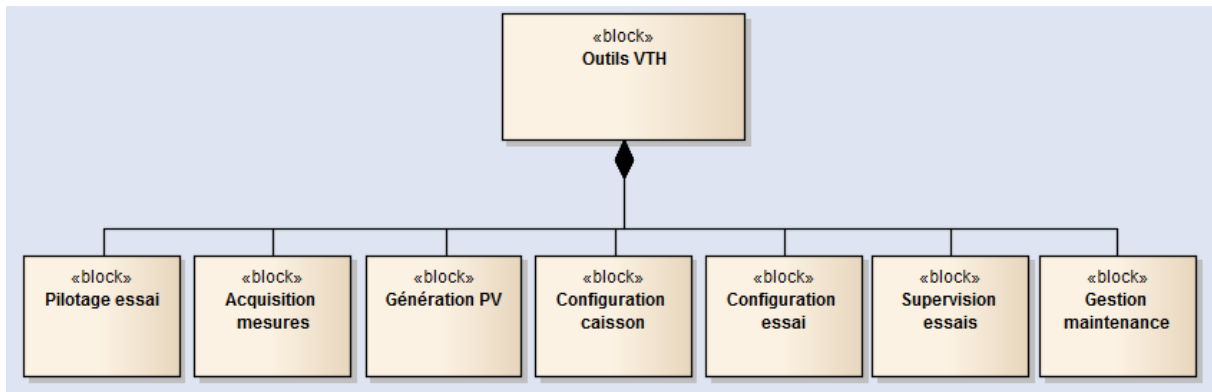 «block»
Outils VTH
«block»
Pilotage essai
«block»
Acquisition
mesures
«block»
Génération PV
«block»
Configuration
caisson
«block»
Configuration
essai
«block»
Supervision
essais
«block»
Gestion
maintenance